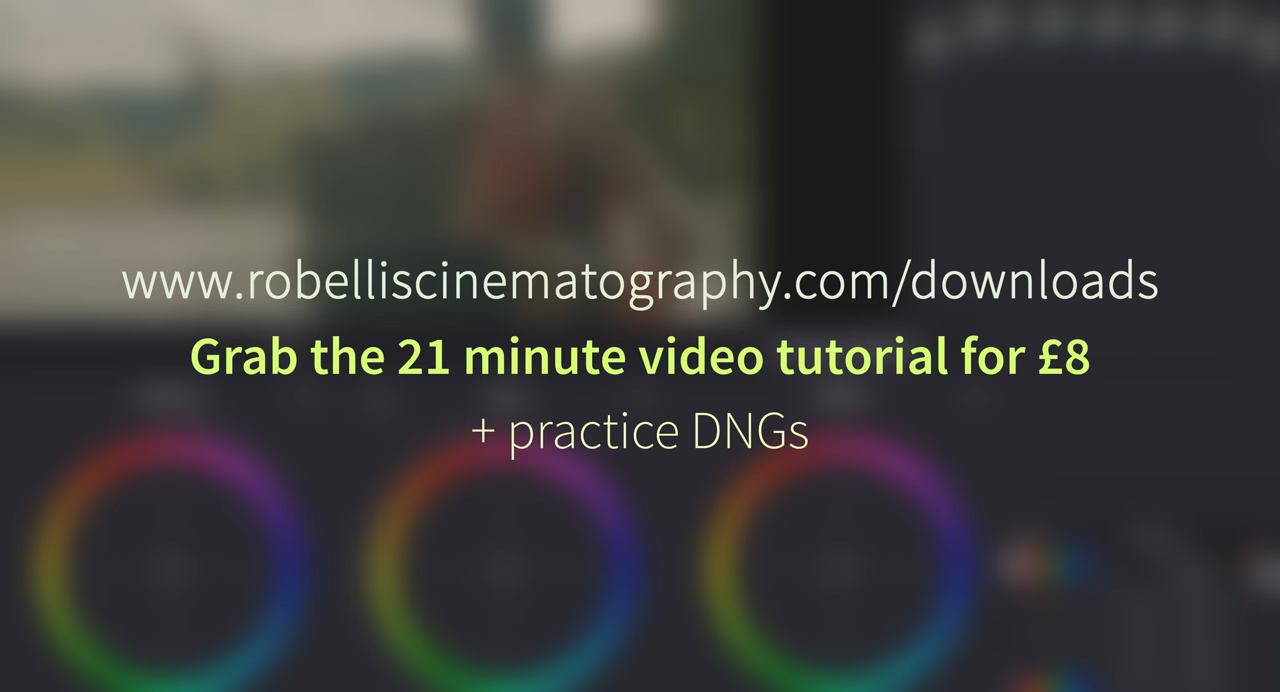 www.robelliscinematography.com/downloads
Grab the 21 minute video tutorial for £8
+ practice DNGs